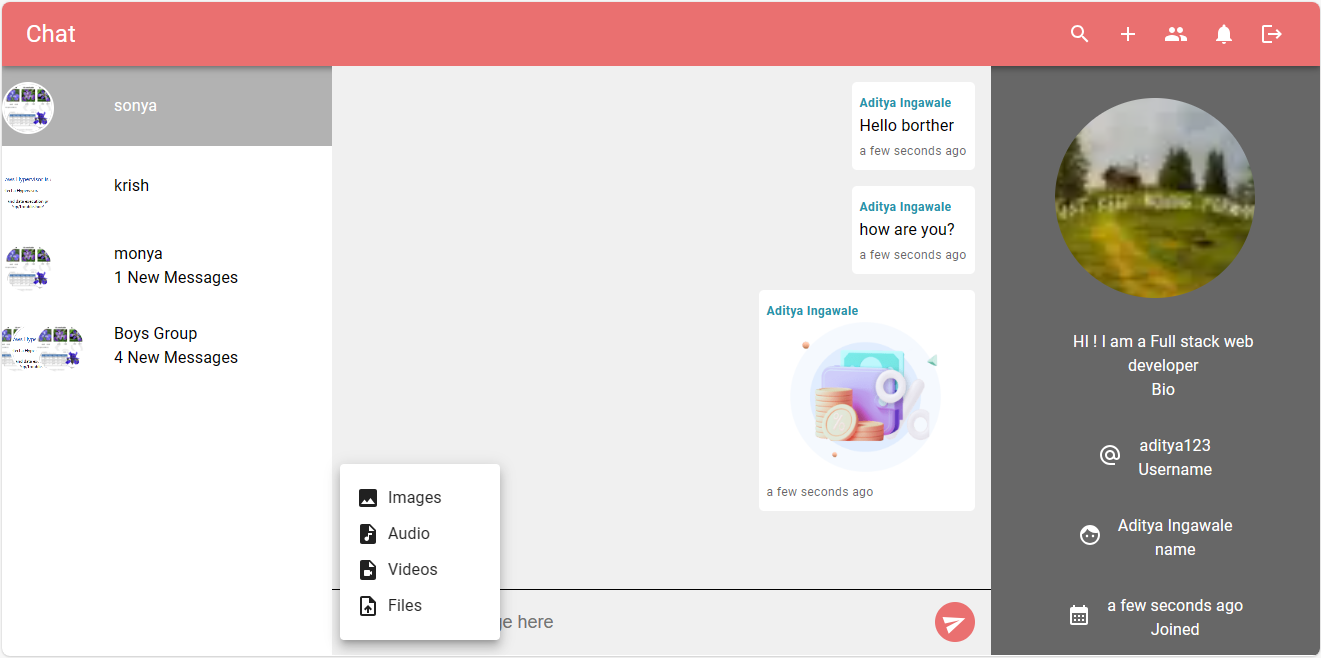 Chat
sonya
krish
monya
1 New Messages
Boys Group
4 New Messages
Aditya Ingawale
Hello borther
a few seconds ago
Aditya Ingawale
how are you?
a few seconds ago
Aditya Ingawale
a few seconds ago
Images
Audio
Videos
Files
ge here
HI ! I am a Full stack web
developer
Bio
aditya123
Username
Aditya Ingawale
name
a few seconds ago
Joined